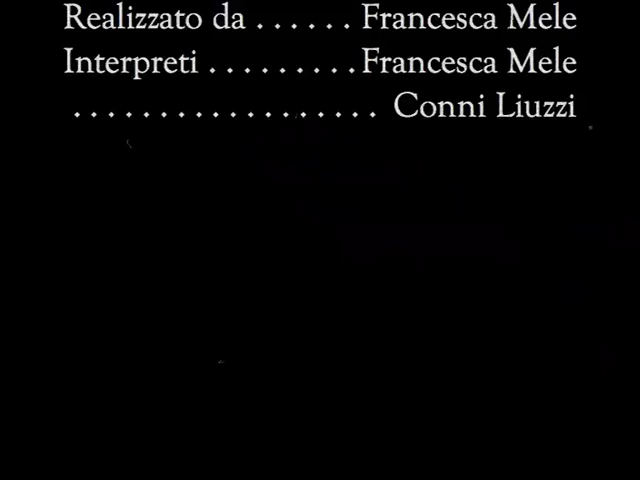 Realizzato da . . . . . . Francesca Mele
Interpreti . . . . . . . . . Francesca Mele
. . . . . . . . . . . . . . . . . . Conni Liuzzi